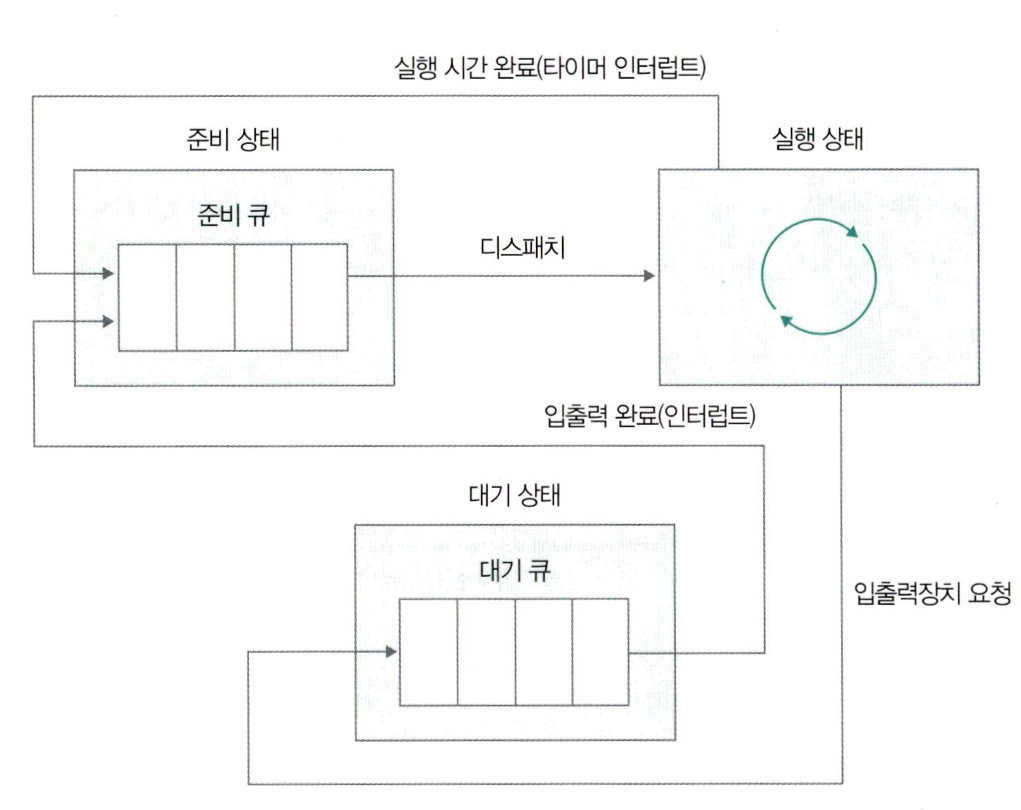 실행 시간 완료(타이머 인터럽트)
준비 상태
실행 상태
준비 큐
디스패치
입출력 완료(인터럽트)
대기 상태
대기 큐
입출력장치 요청